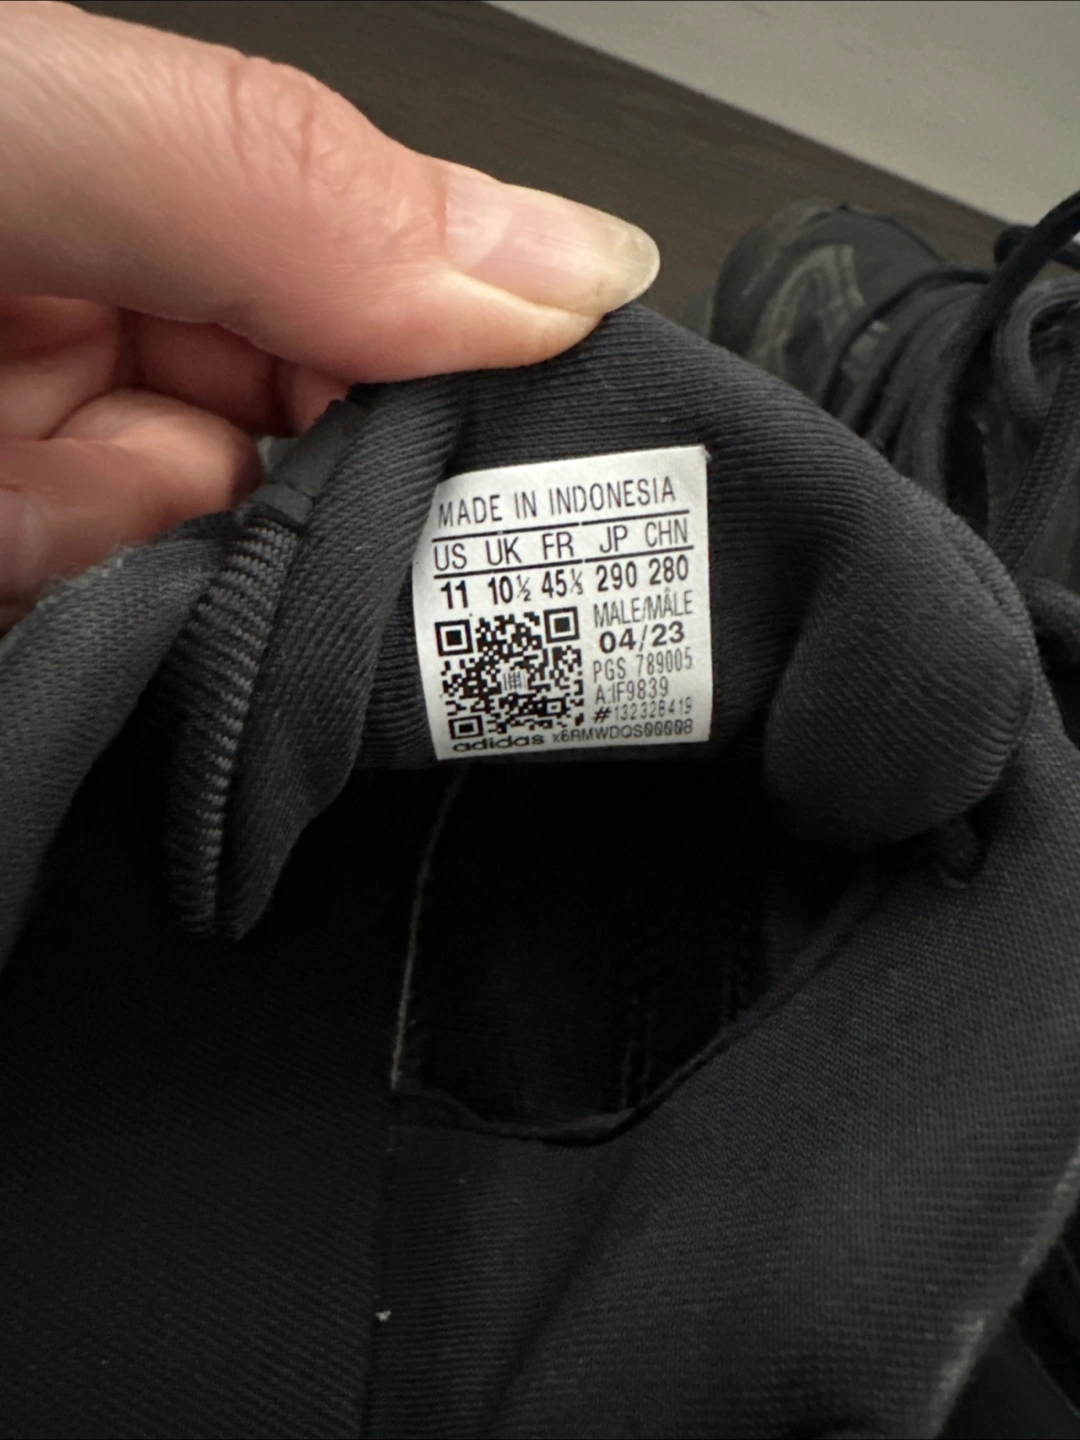 MADE IN INDONESIA
US UK FR JP CHN
11 10½ 45⅓ 290 280
MALE/MÂLE
04/23
PGS 789005
A:IF9839
#132328419
adidas x6RMWDQS00008